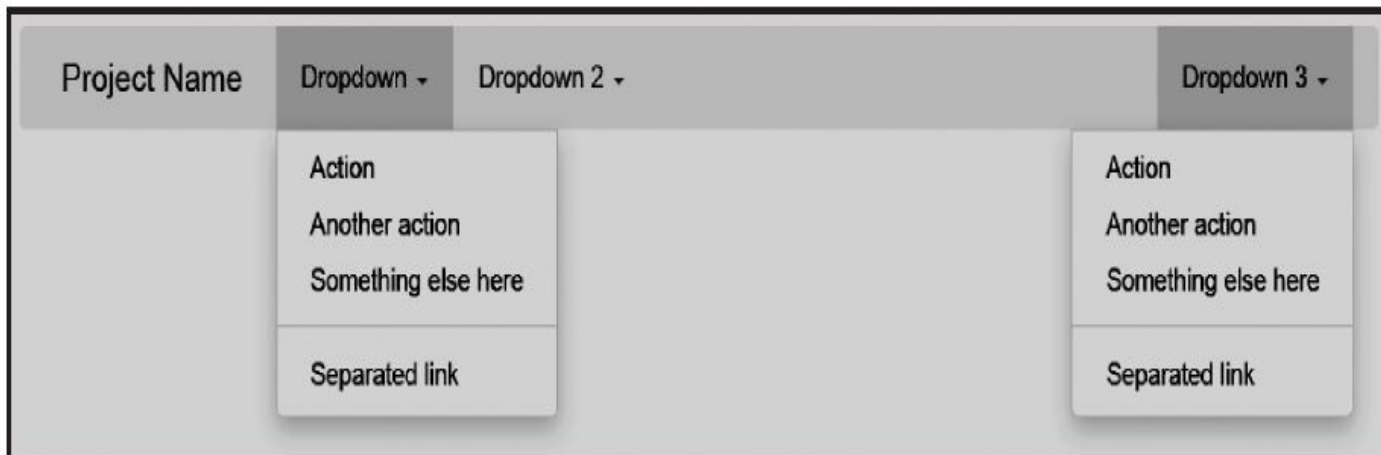 Project Name Dropdown Dropdown 2 Dropdown 3
Action
Another action
Something else here
Separated link
Action
Another action
Something else here
Separated link